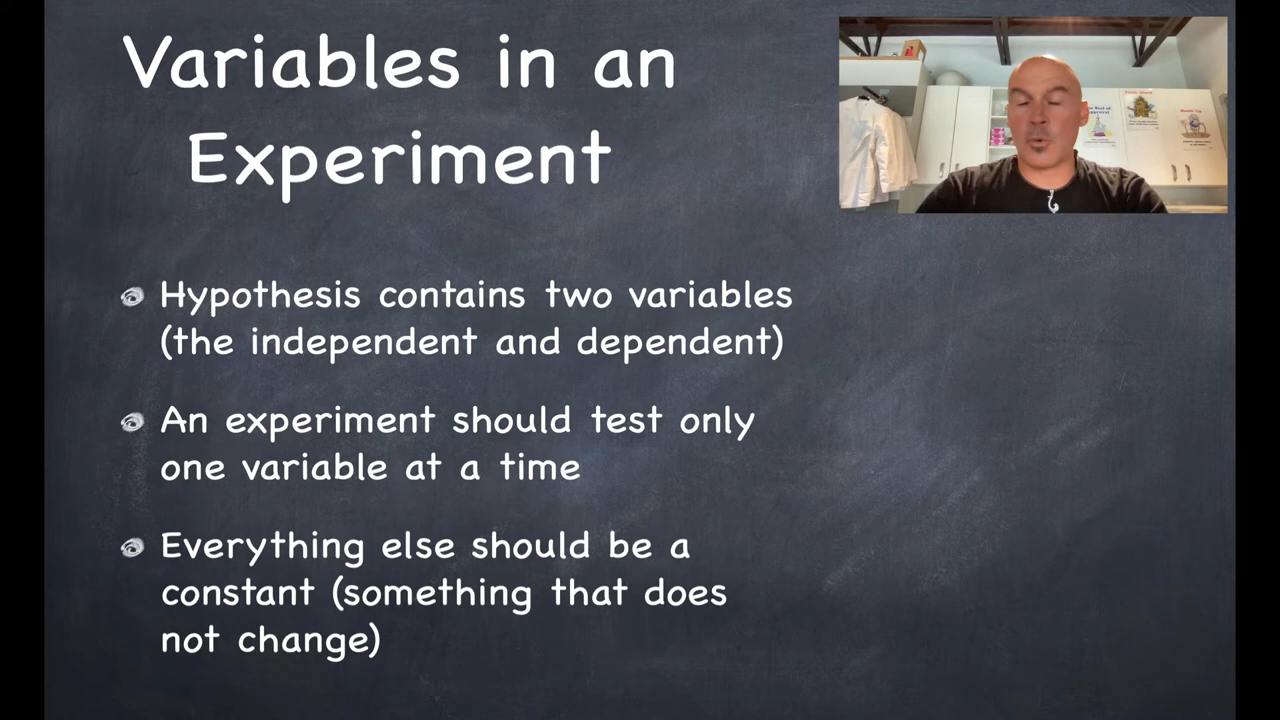 Variables in an
Experiment
Hypothesis contains two variables
(the independent and dependent)
An experiment should test only
one variable at a time
Everything else should be a
constant (something that does
not change)